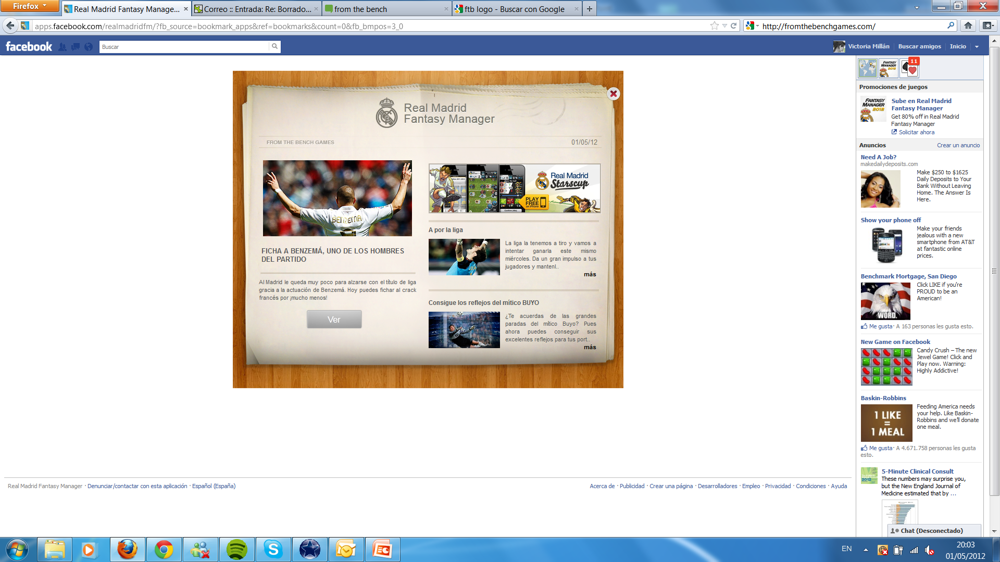 Firefox
Real Madrid Fantasy Manage...
Correo :: Entrada: Re: Borrado...
from the bench
ftb logo - Buscar con Google
apps.facebook.com/realmadridfm/?fb_source=bookmark_apps&ref=bookmarks&count=0&fb_bmpos=3_0
http://fromthebenchgames.com/
facebook
Buscar
Victoria Millán
Buscar amigos
Inicio
11
Real Madrid
Fantasy Manager
FROM THE BENCH GAMES
01/05/12
BENZEMA
FICHA A BENZEMÁ, UNO DE LOS HOMBRES
DEL PARTIDO
Al Madrid le queda muy poco para alzarse con el título de liga
gracia a la actuación de Benzemá. Hoy puedes fichar al crack
francés por ¡mucho menos!
Ver
Real Madrid
Starscup
PLAY
FREE
on iPhone
A por la liga
La liga la tenemos a tiro y vamos a
intentar ganarla este mismo
miércoles. Da un gran impulso a tus
jugadores y mantenl..
más
Consigue los reflejos del mítico BUYO
¿Te acuerdas de las grandes
paradas del mítico Buyo? Pues
ahora puedes conseguir sus
excelentes reflejos para tus port..
más
Promociones de juegos
FANTASY
MANAGER
2012
Sube en Real Madrid
Fantasy Manager
Get 80% off in Real Madrid
Fantasy Manager
Solicitar ahora
Anuncios
Crear un anuncio
Need A Job?
makedailydeposits.com
Make $250 to $1625
Daily Deposits to Your
Bank Without Leaving
Home. The Answer Is
Here.
Show your phone off
Make your friends
jealous with a new
smartphone from AT&T
at fantastic online
prices.
Benchmark Mortgage, San Diego
Click LIKE if you're
PROUD to be an
American!
WORD.
Me gusta · A 163 personas les gusta esto.
New Game on Facebook
Candy Crush – The new
Jewel Game! Click and
Play now. Warning:
Highly Addictive!
Baskin-Robbins
1 LIKE
=
1 MEAL
Feeding America needs
your help. Like Baskin-
Robbins and we'll donate
one meal.
Me gusta · A 4.671.758 personas les gusta
esto.
5-Minute Clinical Consult
2012
These numbers may surprise you,
but the New England Journal of
Medicine estimated that by ...
Chat (Desconectado)
Real Madrid Fantasy Manager · Denunciar/contactar con esta aplicación · Español (España)
Acerca de · Publicidad · Crear una página · Desarrolladores · Empleo · Privacidad · Condiciones · Ayuda
EN
20:03
01/05/2012